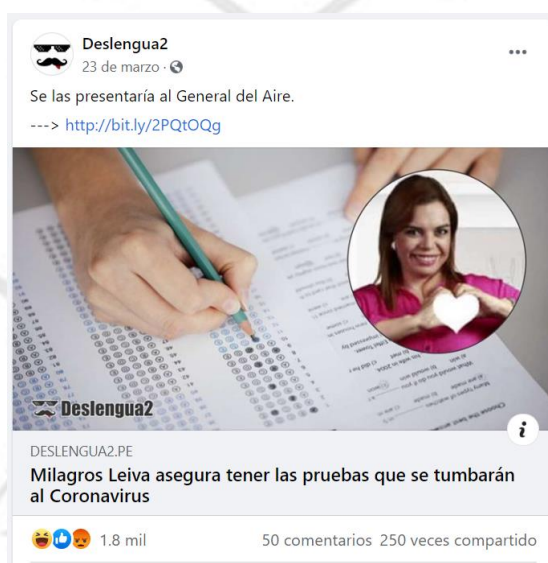 Deslengua2
23 de marzo ·
Se las presentaría al General del Aire.
---> http://bit.ly/2PQtOQg
Deslengua2
i
DESLENGUA2.PE
Milagros Leiva asegura tener las pruebas que se tumbarán
al Coronavirus
1.8 mil
50 comentarios 250 veces compartido